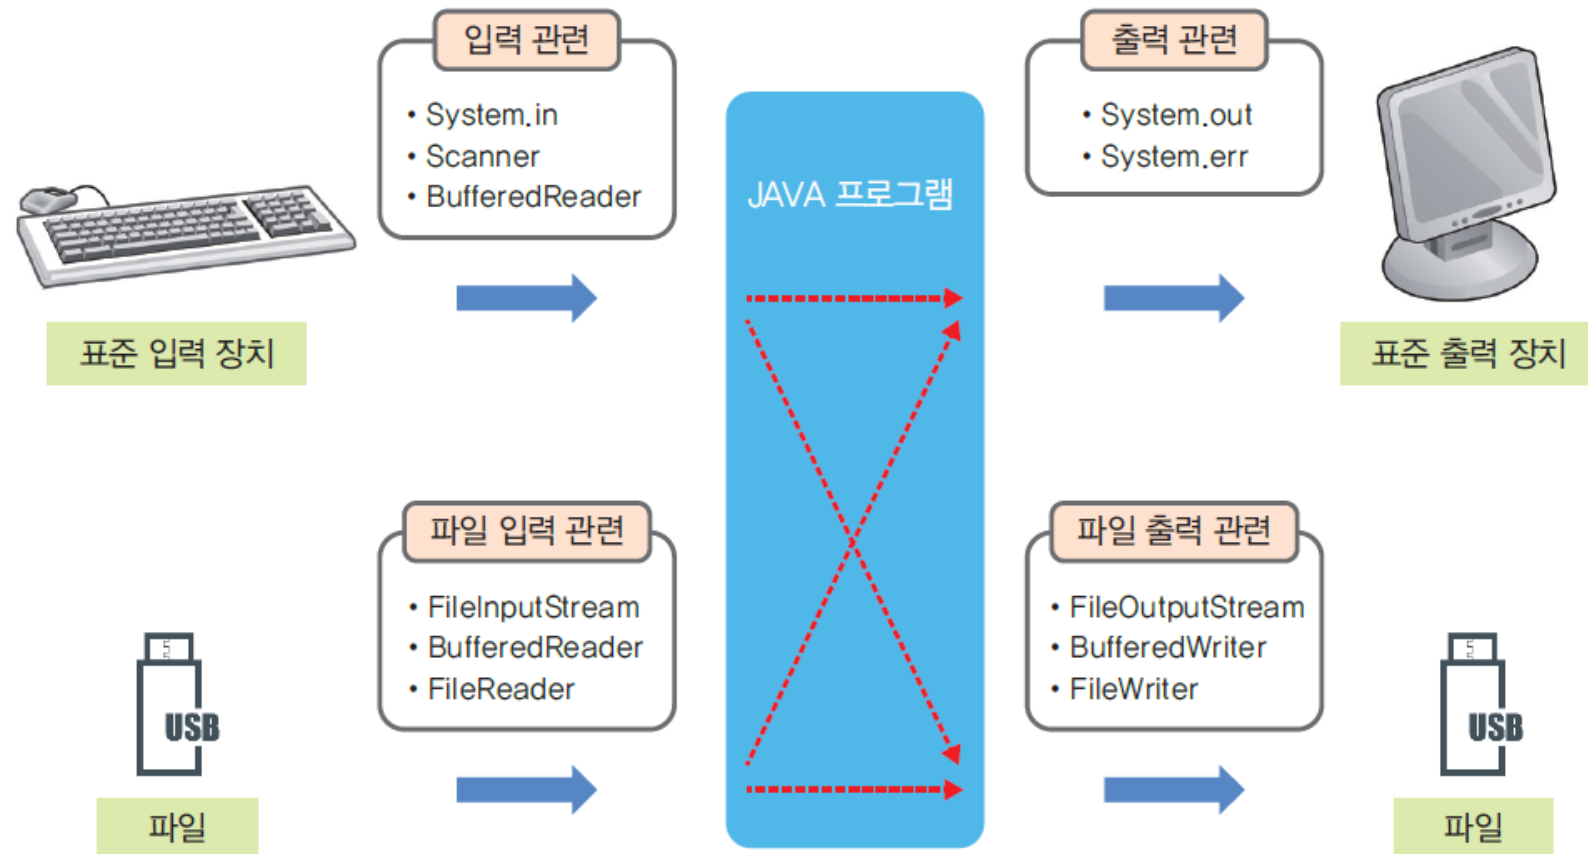 입력 관련
• System.in
• Scanner
• BufferedReader
표준 입력 장치
JAVA 프로그램
출력 관련
• System.out
• System.err
표준 출력 장치
파일 입력 관련
• FileInputStream
• BufferedReader
• FileReader
USB
파일
파일 출력 관련
• FileOutputStream
• BufferedWriter
• FileWriter
USB
파일